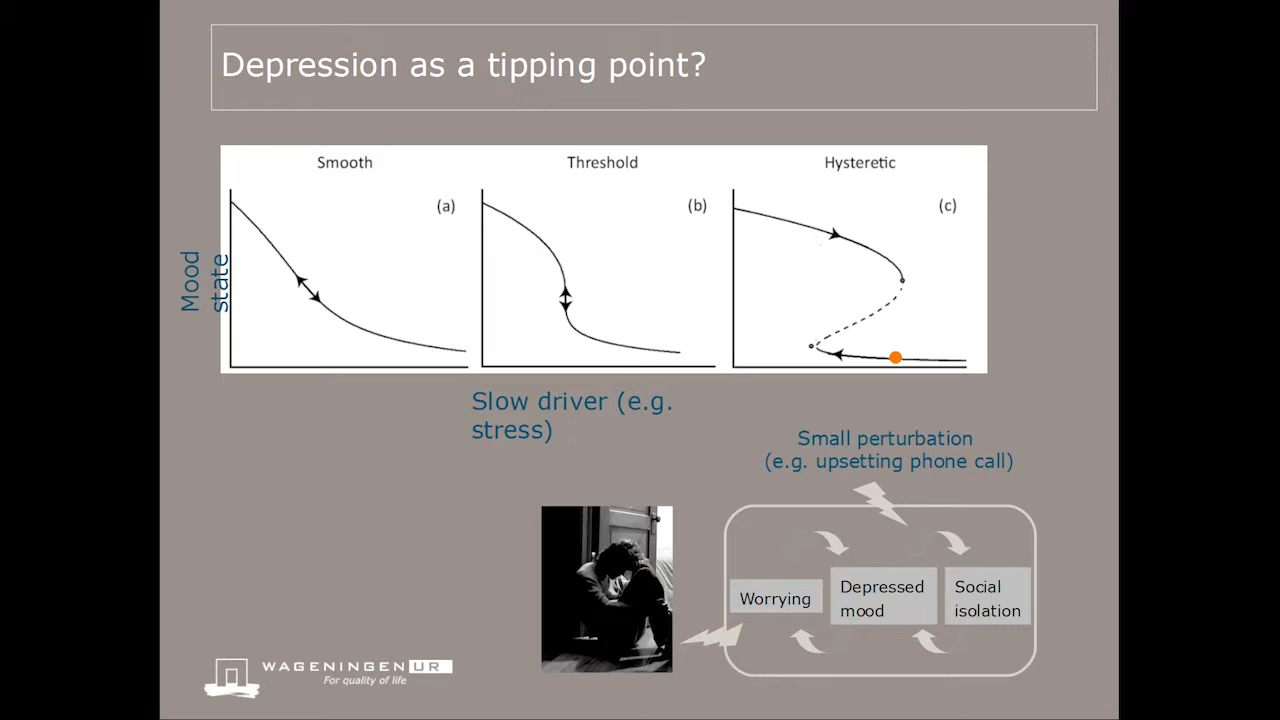 Depression as a tipping point?
Smooth
Threshold
Hysteretic
(a)
(b)
(c)
Mood
state
Slow driver (e.g.
stress)
Small perturbation
(e.g. upsetting phone call)
Worrying
Depressed
mood
Social
isolation
WAGENINGEN UR
For quality of life